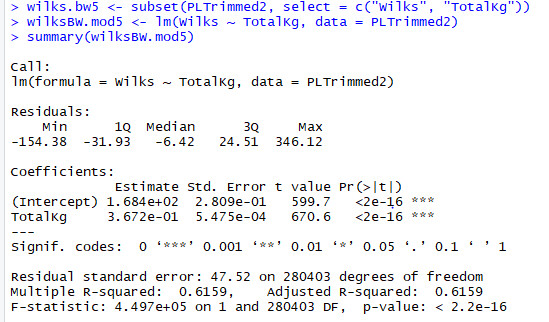 > wilks.bw5 <- subset(PLTrimmed2, select = c("Wilks", "TotalKg"))
> wilksBW.mod5 <- lm(Wilks ~ TotalKg, data = PLTrimmed2)
> summary(wilksBW.mod5)
Call:
lm(formula = Wilks ~ TotalKg, data = PLTrimmed2)
Residuals:
Min 1Q Median 3Q Max
-154.38 -31.93 -6.42 24.51 346.12
Coefficients:
Estimate Std. Error t value Pr(>|t|)
(Intercept) 1.684e+02 2.809e-01 599.7 <2e-16 ***
TotalKg 3.672e-01 5.475e-04 670.6 <2e-16 ***
---
Signif. codes: 0 ‘***’ 0.001 ‘**’ 0.01 ‘*’ 0.05 ‘.’ 0.1 ‘ ’ 1
Residual standard error: 47.52 on 280403 degrees of freedom
Multiple R-squared: 0.6159, Adjusted R-squared: 0.6159
F-statistic: 4.497e+05 on 1 and 280403 DF, p-value: < 2.2e-16